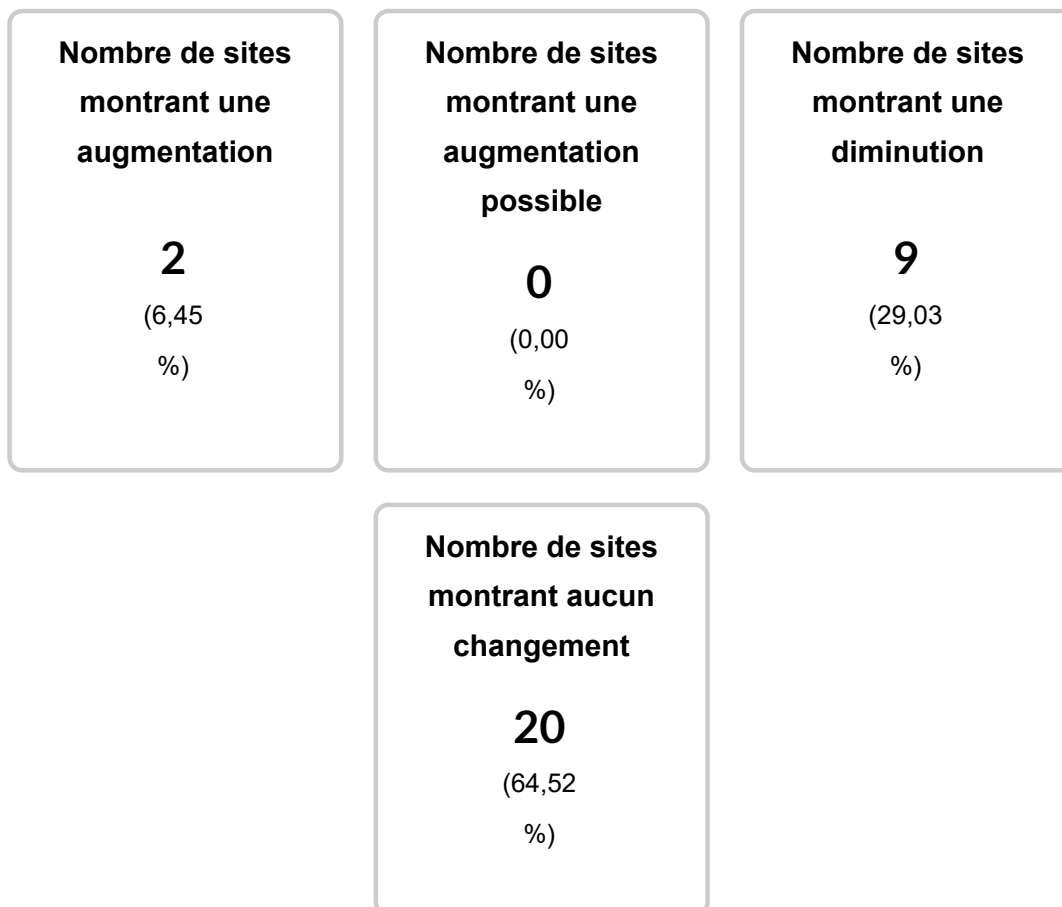 Nombre de sites
montrant une
augmentation
2
(6,45
%)
Nombre de sites
montrant une
augmentation
possible
0
(0,00
%)
Nombre de sites
montrant une
diminution
9
(29,03
%)
Nombre de sites
montrant aucun
changement
20
(64,52
%)